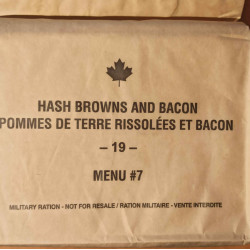 HASH BROWNS AND BACON
POMMES DE TERRE RISSOLÉES ET BACON
– 19 –
MENU #7
MILITARY RATION - NOT FOR RESALE / RATION MILITAIRE - VENTE INTERDITE